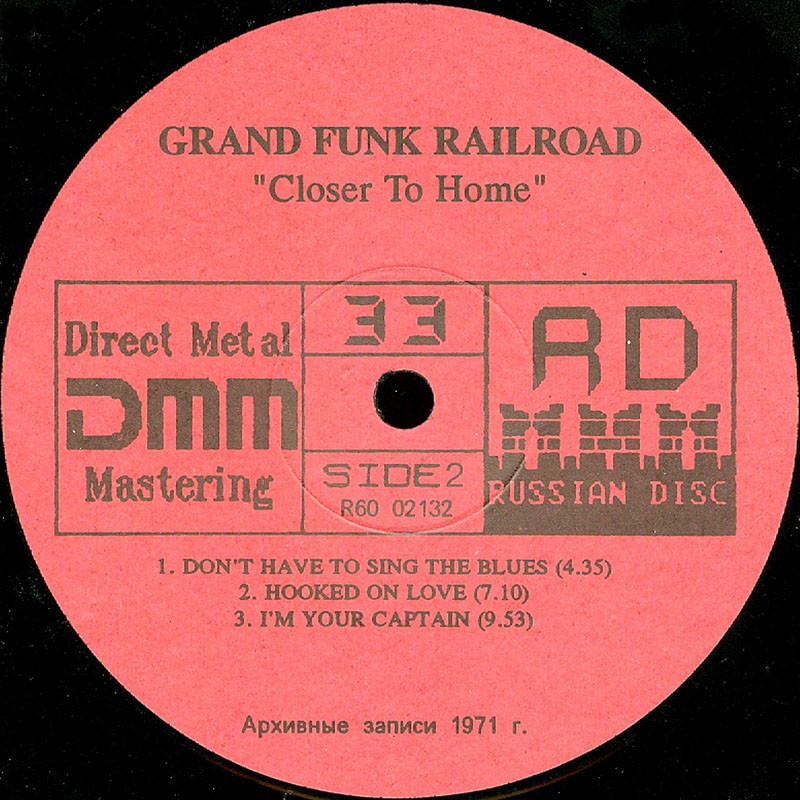 GRAND FUNK RAILROAD
"Closer To Home"
Direct Metal
DMM
Mastering
33
SIDE2
R60 02132
RD
RUSSIAN DISC
1. DON'T HAVE TO SING THE BLUES (4.35)
2. HOOKED ON LOVE (7.10)
3. I'M YOUR CAPTAIN (9.53)
Архивные записи 1971 г.